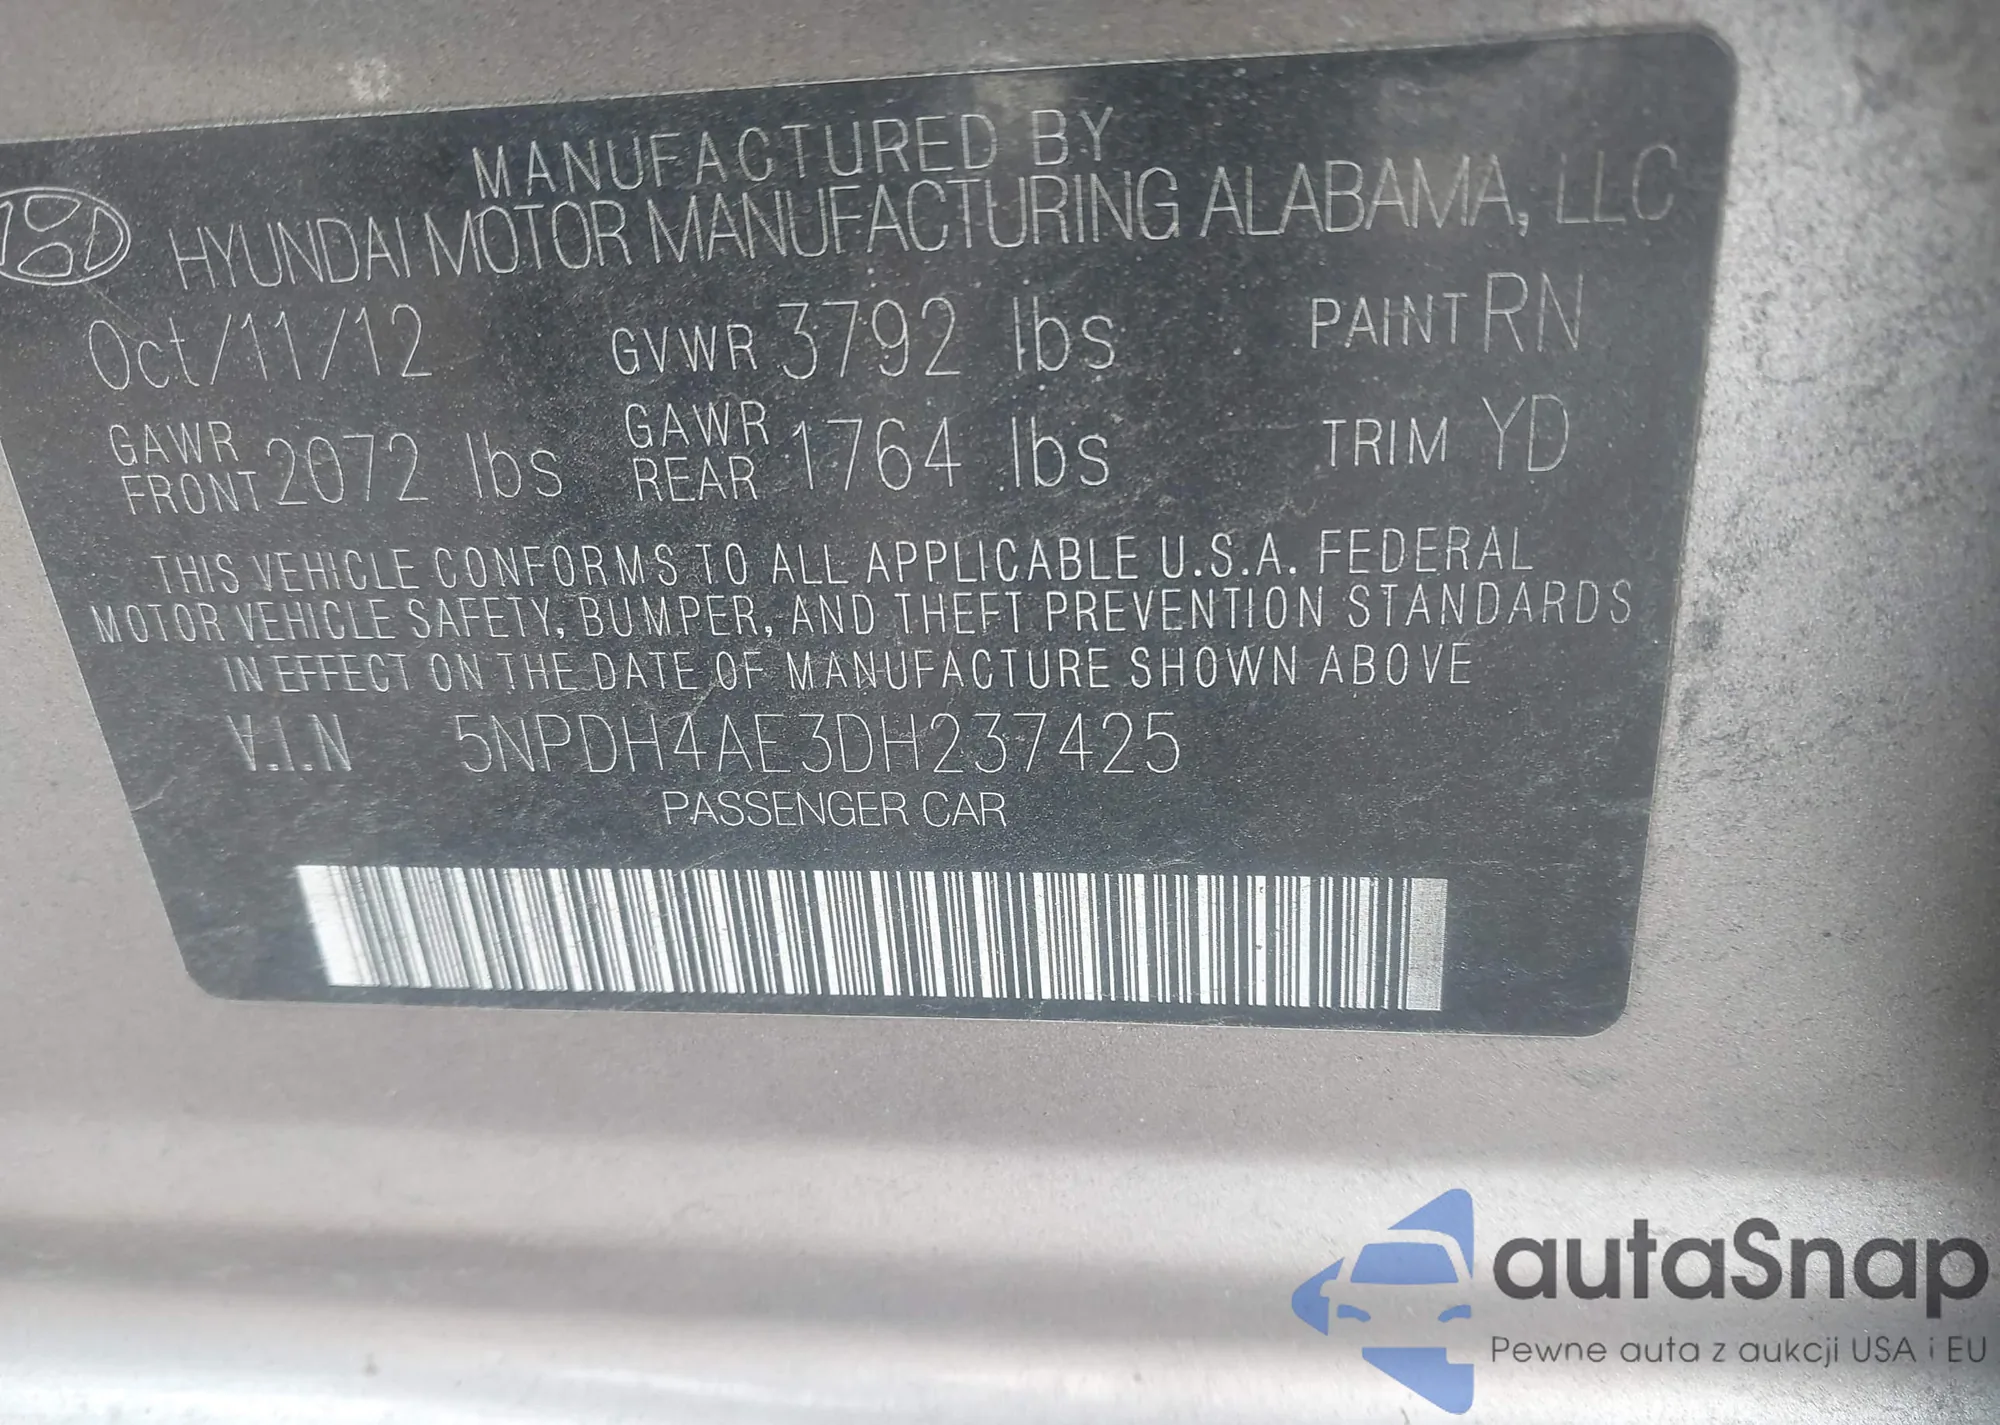 MANUFACTURED BY
HYUNDAI MOTOR MANUFACTURING ALABAMA, LLC
Oct/11/12 GVWR 3792 lbs PAINT RN
GAWR FRONT 2072 lbs GAWR REAR 1764 lbs TRIM YD
THIS VEHICLE CONFORMS TO ALL APPLICABLE U.S.A. FEDERAL
MOTOR VEHICLE SAFETY, BUMPER, AND THEFT PREVENTION STANDARDS
IN EFFECT ON THE DATE OF MANUFACTURE SHOWN ABOVE
V.I.N 5NPDH4AE3DH237425
PASSENGER CAR
autaSnap
Pewne auta z aukcji USA i EU